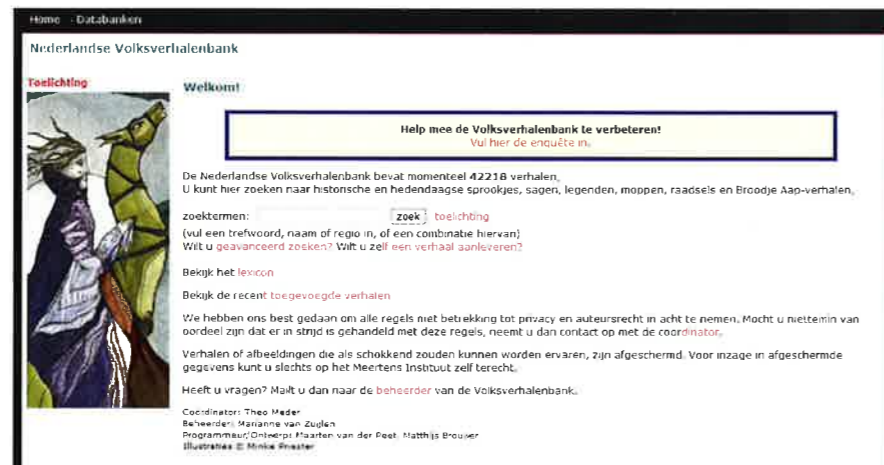 Home - Databanken
Nederlandse Volksverhalenbank
Toelichting
Welkom!
Help mee de Volksverhalenbank te verbeteren!
Vul hier de enquête in.
De Nederlandse Volksverhalenbank bevat momenteel 42218 verhalen.
U kunt hier zoeken naar historische en hedendaagse sprookjes, sagen, legenden, moppen, raadsels en Broodje Aap-verhalen.
zoektermen: zoek toelichting
(vul een trefwoord, naam of regio in, of een combinatie hiervan)
Wilt u geavanceerd zoeken? Wilt u zelf een verhaal aanleveren?
Bekijk het lexicon
Bekijk de recent toegevoegde verhalen
We hebben ons best gedaan om alle regels met betrekking tot privacy en auteursrecht in acht te nemen. Mocht u niettemin van
oordeel zijn dat er in strijd is gehandeld met deze regels, neemt u dan contact op met de coordinator.
Verhalen of afbeeldingen die als schokkend zouden kunnen worden ervaren, zijn afgeschermd. Voor inzage in afgeschermde
gegevens kunt u slechts op het Meertens Instituut zelf terecht.
Heeft u vragen? Mailt u dan naar de beheerder van de Volksverhalenbank.
Coordinator: Theo Meder
Beheerder: Marianne van Zuijlen
Programmeur/Ontwerp: Maarten van der Peet, Matthijs Brouwer
Illustraties © Minke Priester